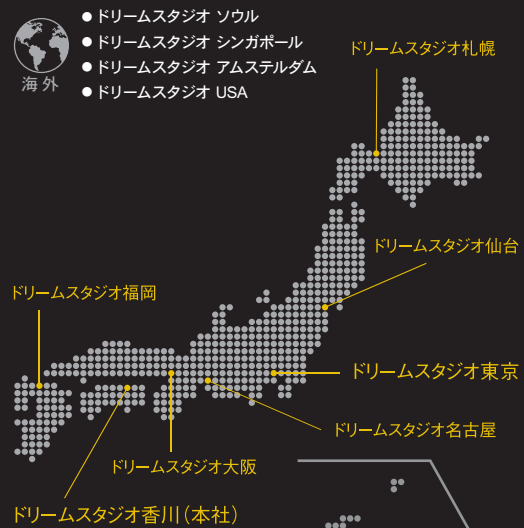 ● ドリームスタジオ ソウル
● ドリームスタジオ シンガポール
● ドリームスタジオ アムステルダム
● ドリームスタジオ USA
海外
ドリームスタジオ札幌
ドリームスタジオ仙台
ドリームスタジオ福岡
ドリームスタジオ東京
ドリームスタジオ名古屋
ドリームスタジオ大阪
ドリームスタジオ香川(本社)